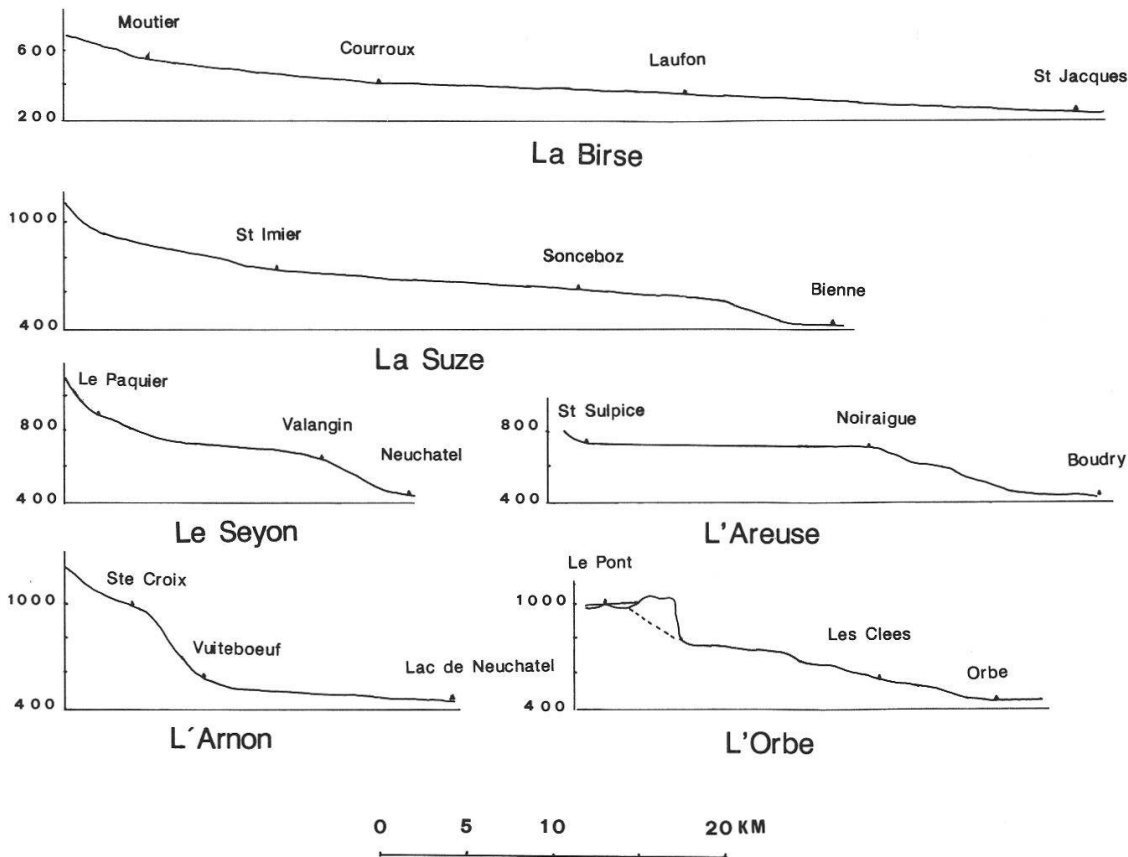 Moutier
600
Courroux
Laufon
St Jacques
200
La Birse
1000
St Imier
Sonceboz
Bienne
400
La Suze
Le Paquier
800
Valangin
Neuchatel
400
Le Seyon
St Sulpice
800
Noiraigue
Boudry
400
L'Areuse
Ste Croix
1000
Vuiteboeuf
Lac de Neuchatel
400
L´Arnon
Le Pont
1000
Les Clees
Orbe
400
L'Orbe
0 5 10 20 KM